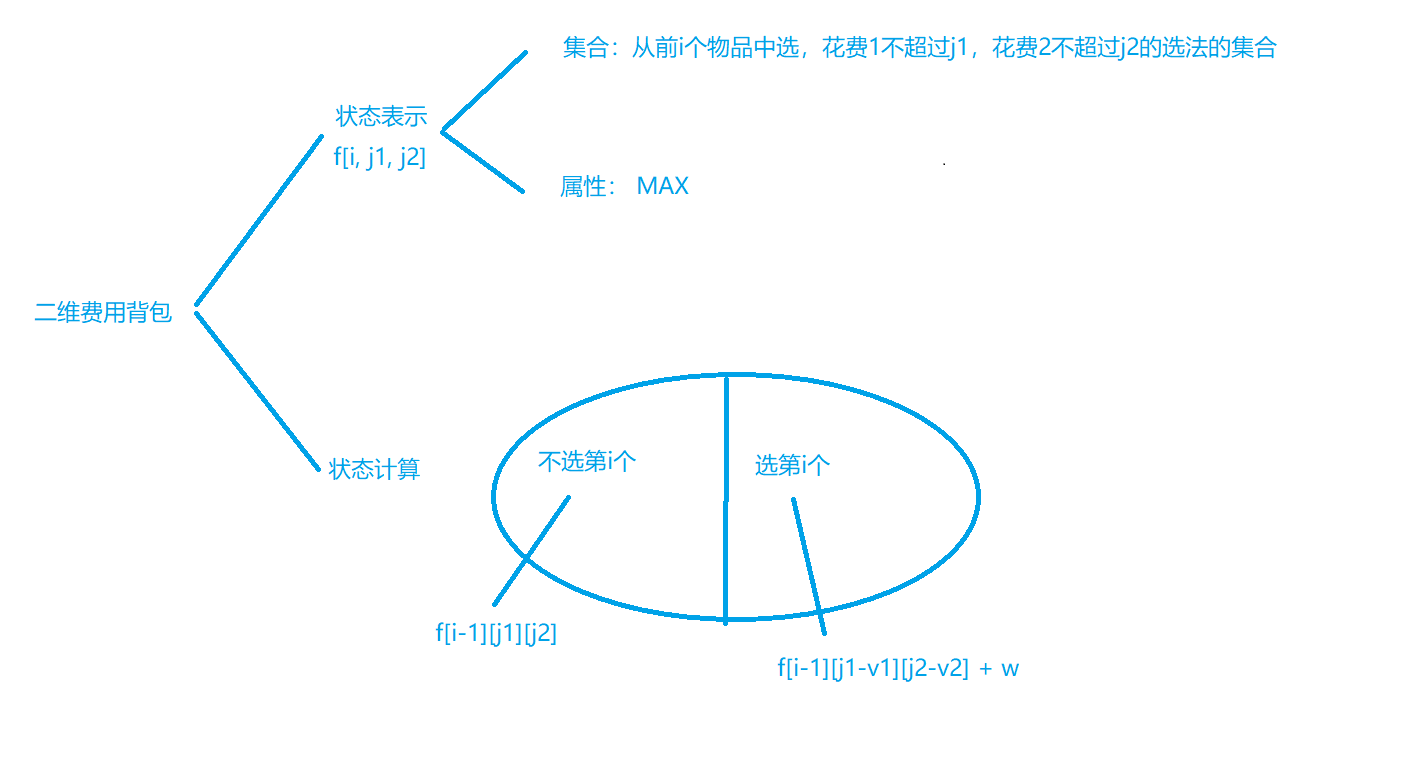 集合：从前i个物品中选，花费1不超过j1，花费2不超过j2的选法的集合
状态表示
f[i, j1, j2]
属性： MAX
二维费用背包
状态计算
不选第i个
选第i个
f[i-1][j1][j2]
f[i-1][j1-v1][j2-v2] + w